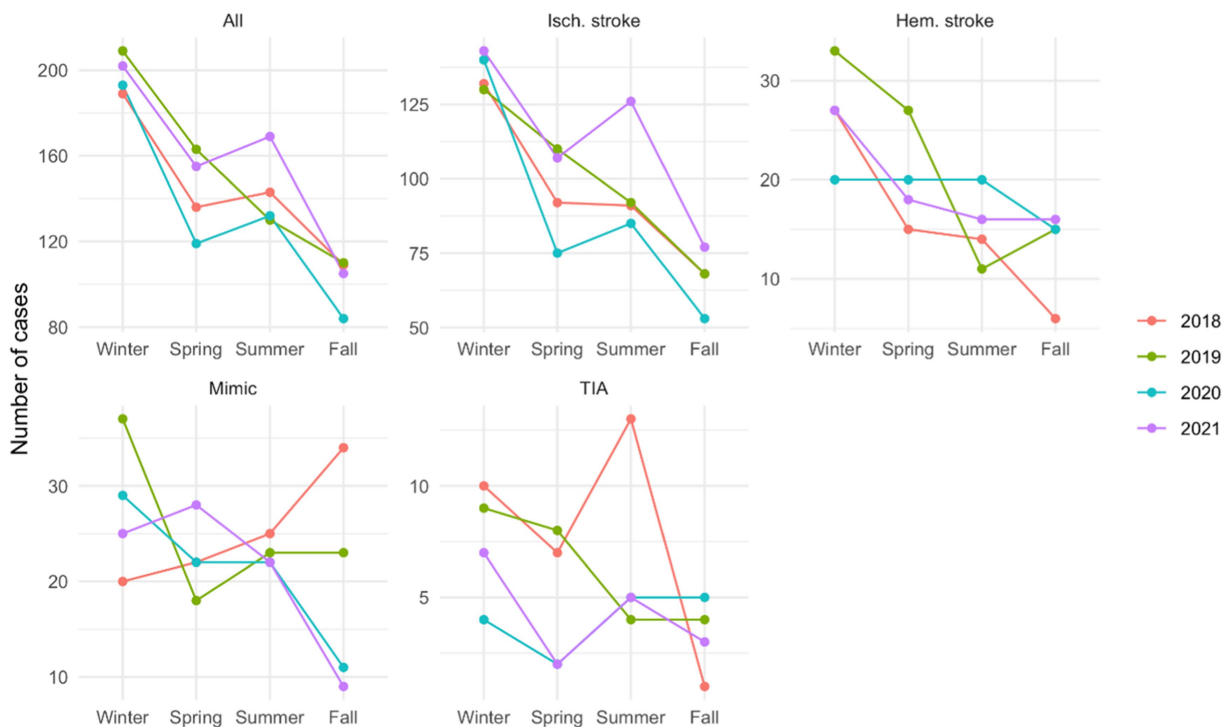 All
Isch. stroke
Hem. stroke
200
160
120
80
125
100
75
50
30
20
10
Winter Spring Summer Fall
Winter Spring Summer Fall
Winter Spring Summer Fall
Number of cases
2018
2019
2020
2021
Mimic
TIA
30
20
10
10
5
Winter Spring Summer Fall
Winter Spring Summer Fall